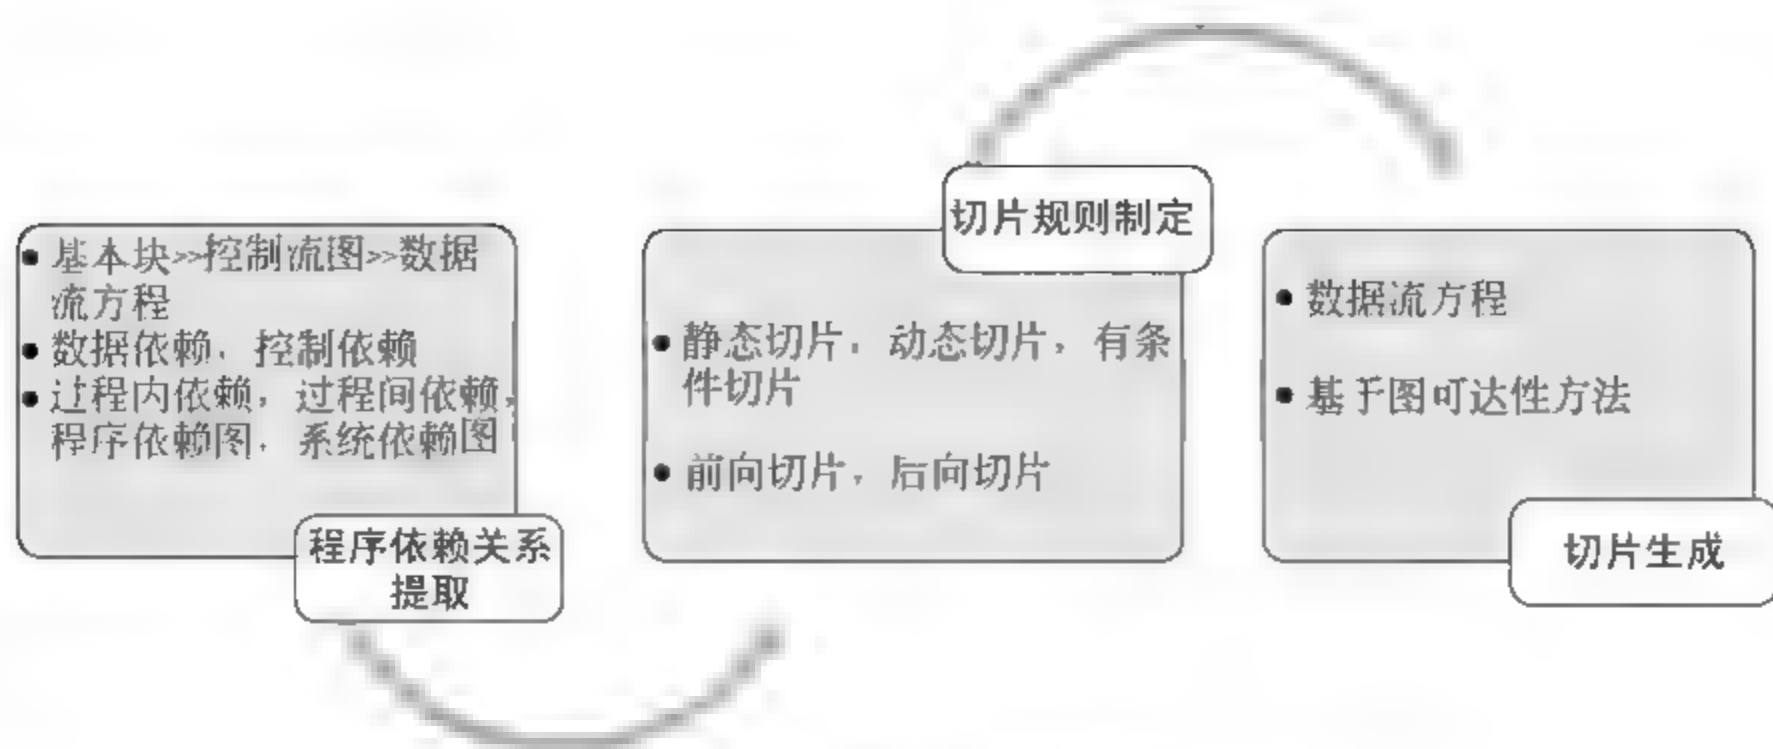 • 基本块>>控制流图>>数据
流方程
• 数据依赖，控制依赖
• 过程内依赖，过程间依赖，
程序依赖图，系统依赖图
程序依赖关系
提取
切片规则制定
• 静态切片，动态切片，有条
件切片
• 前向切片，后向切片
• 数据流方程
• 基于图可达性方法
切片生成